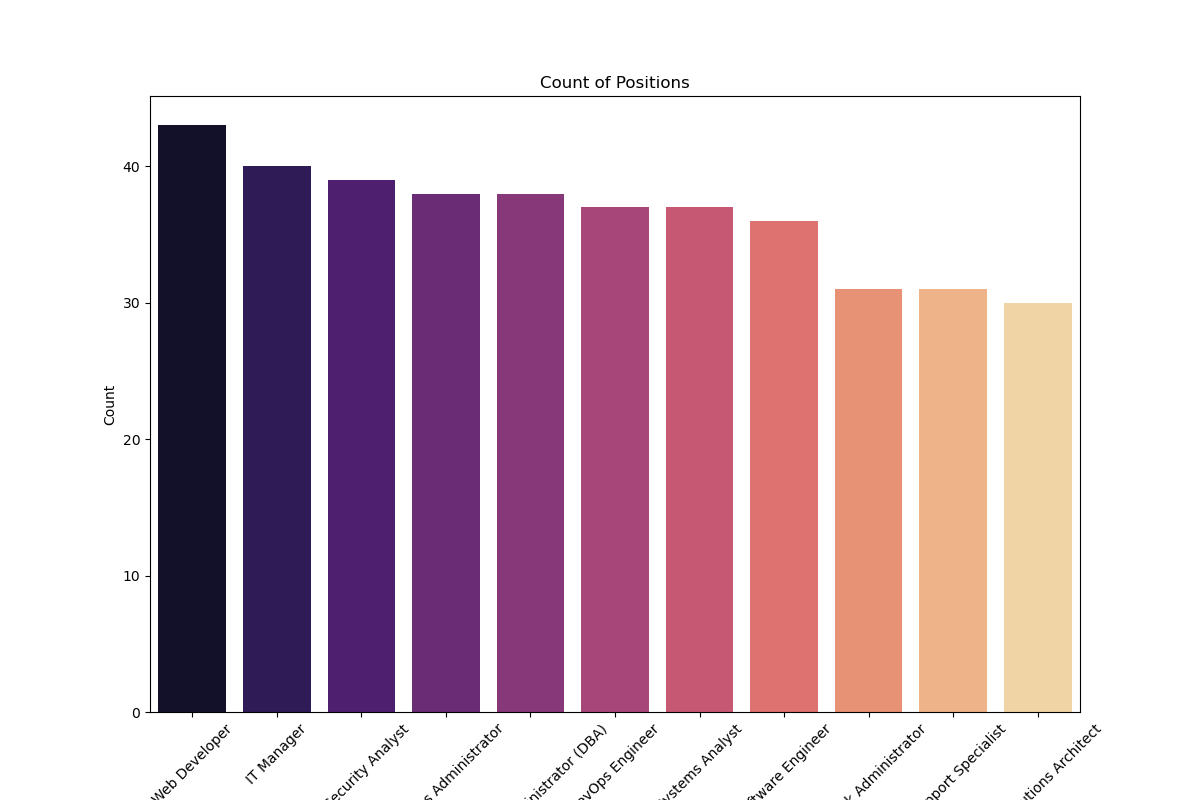 Count of Positions
Count
40
30
20
10
0
Web Developer
IT Manager
Security Analyst
Administrator
(DBA)
Engineer
Analyst
Engineer
Administrator
Specialist
Architect